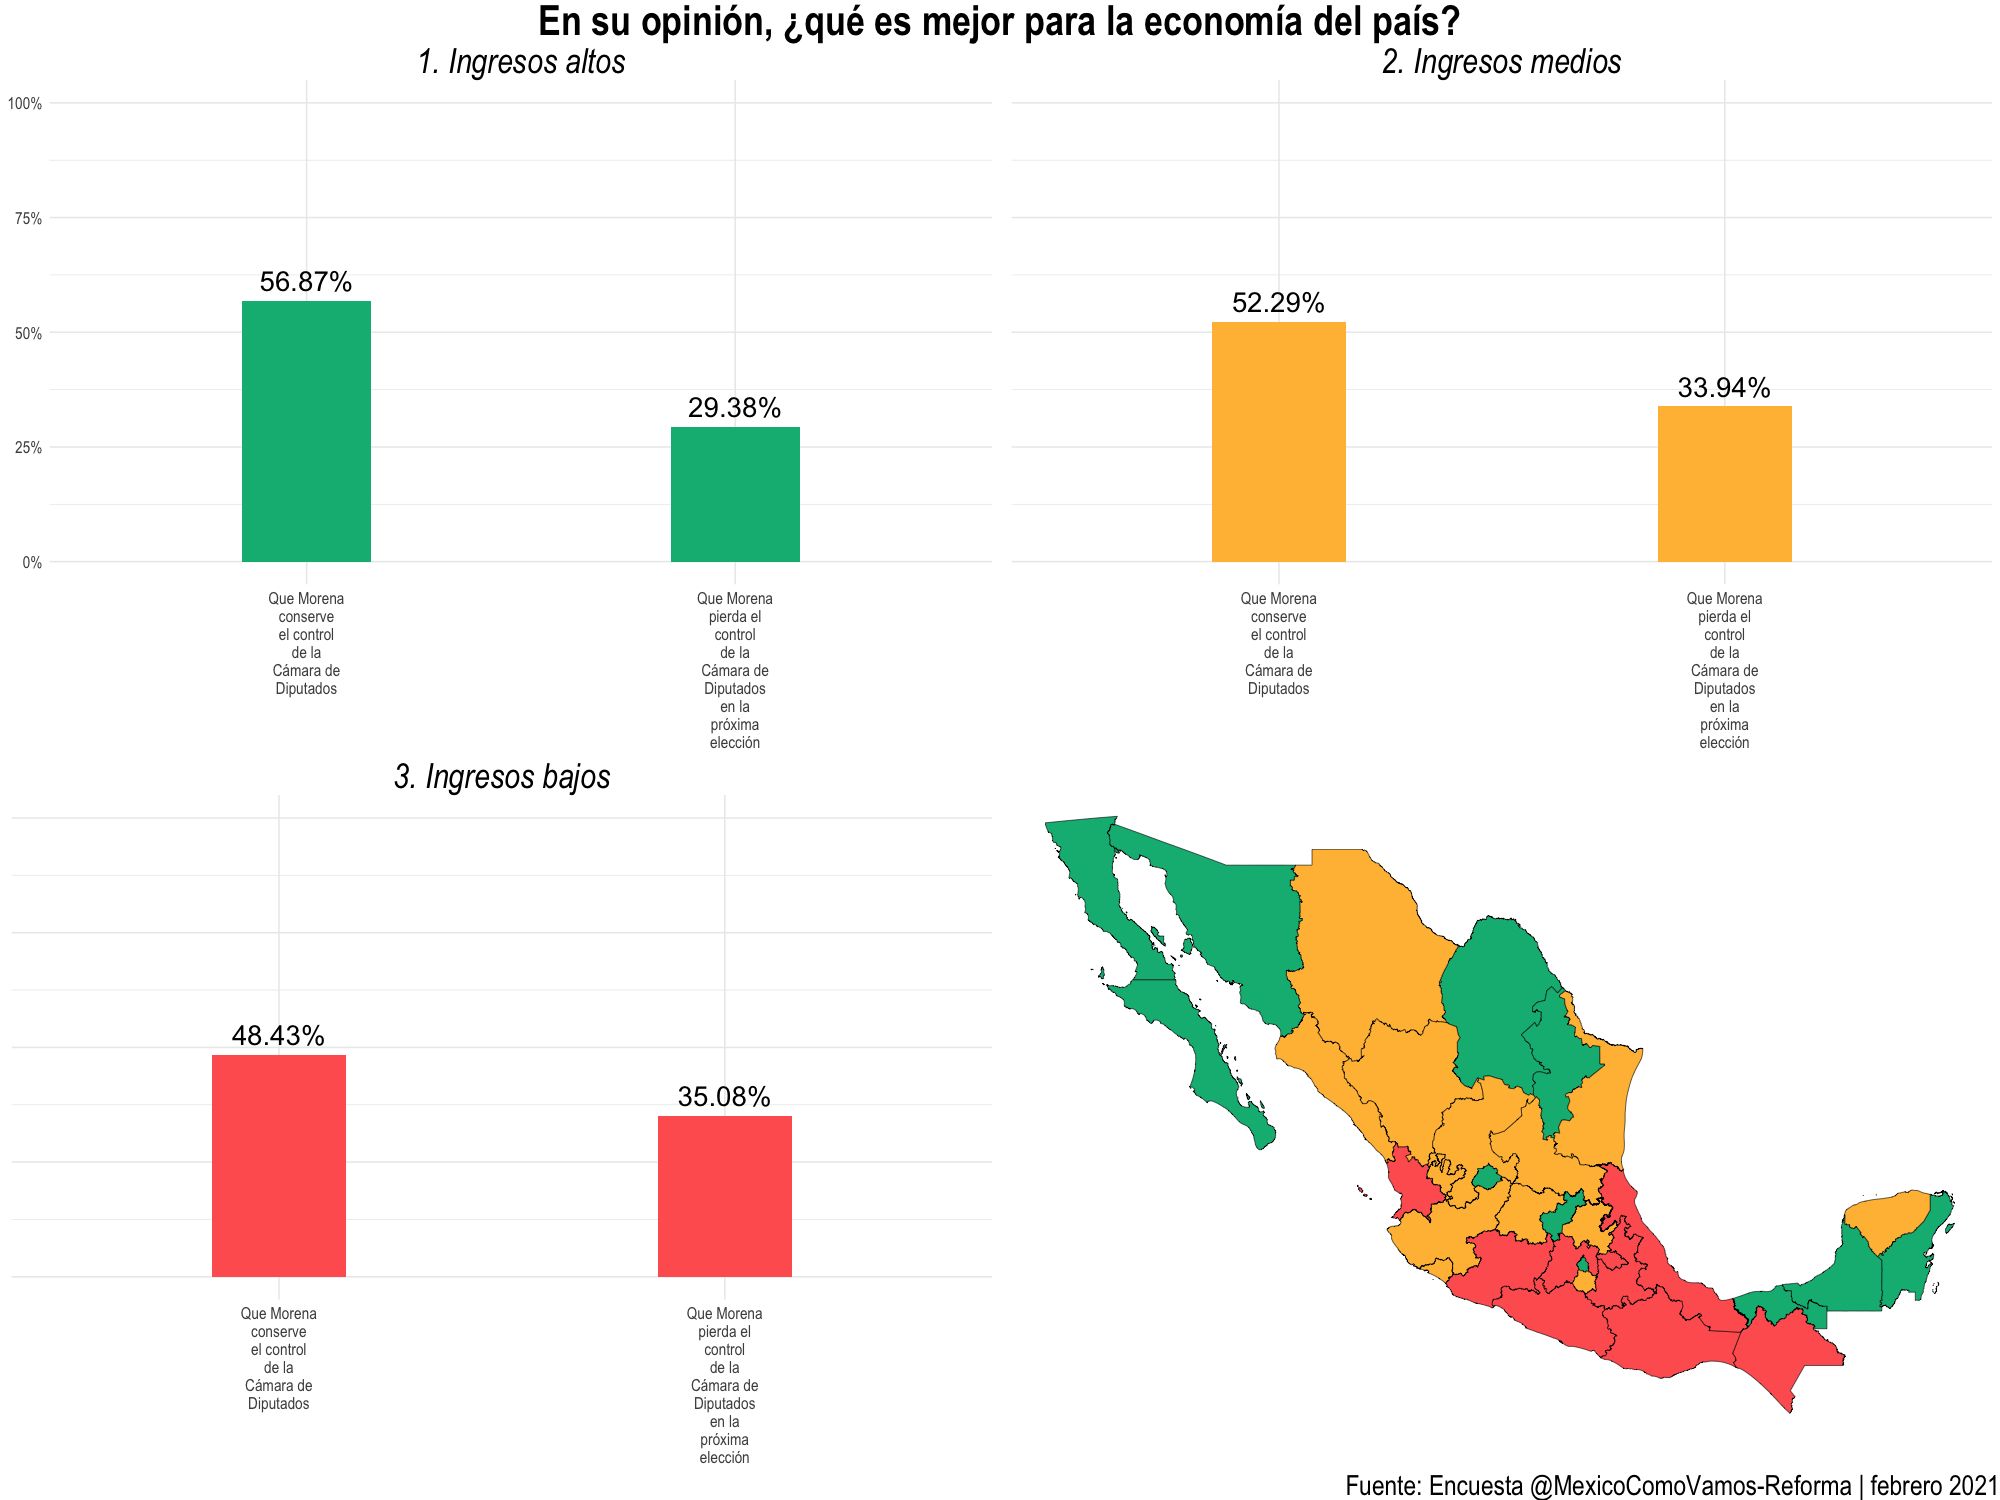 En su opinión, ¿qué es mejor para la economía del país?
1. Ingresos altos
100%
75%
50%
25%
0%
56.87%
29.38%
Que Morena
conserve
el control
de la
Cámara de
Diputados
Que Morena
pierda el
control
de la
Cámara de
Diputados
en la
próxima
elección
2. Ingresos medios
52.29%
33.94%
Que Morena
conserve
el control
de la
Cámara de
Diputados
Que Morena
pierda el
control
de la
Cámara de
Diputados
en la
próxima
elección
3. Ingresos bajos
48.43%
35.08%
Que Morena
conserve
el control
de la
Cámara de
Diputados
Que Morena
pierda el
control
de la
Cámara de
Diputados
en la
próxima
elección
Fuente: Encuesta @MexicoComoVamos-Reforma | febrero 2021